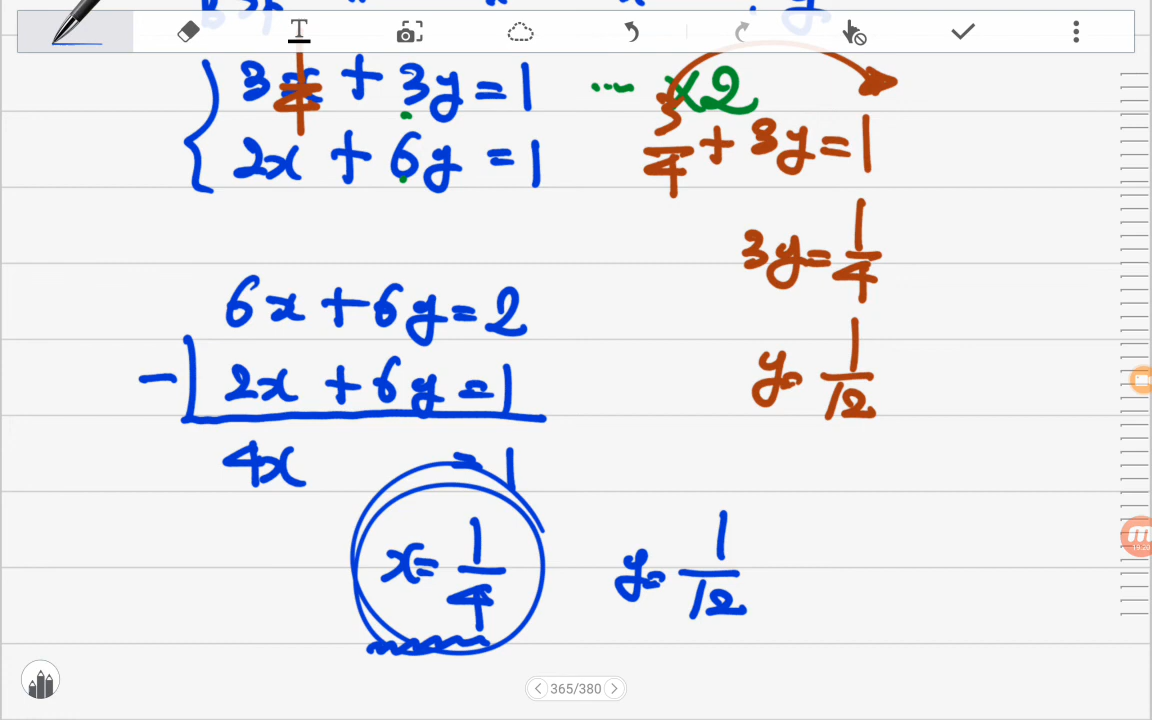 3x + 3y = 1 ... ×2
2x + 6y = 1
3/4 + 3y = 1
3y = 1/4
y = 1/12
6x + 6y = 2
- 2x + 6y = 1
4x = 1
x = 1/4 y = 1/12
365/380